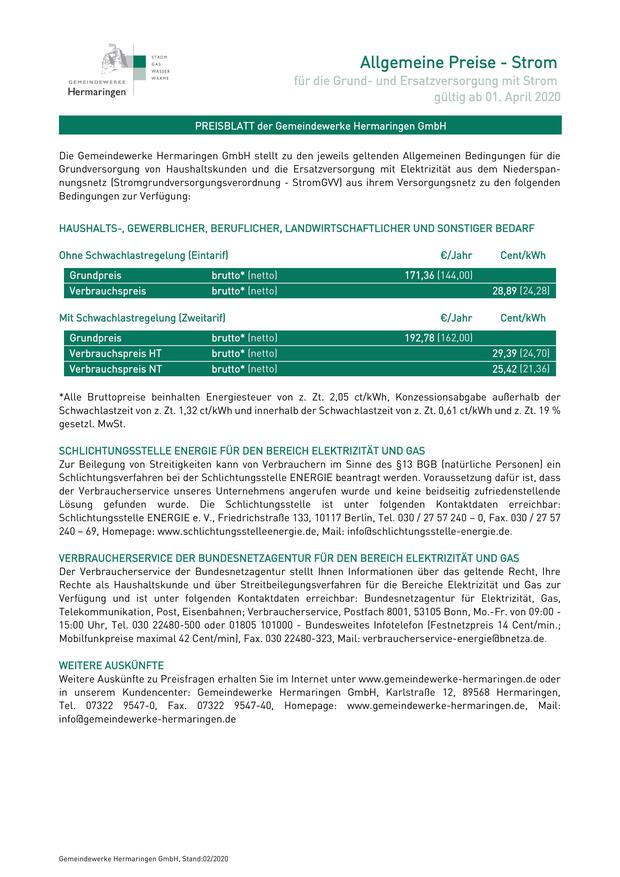 STROM
GAS
WASSER
WÄRME
GEMEINDEWERKE
Hermaringen
Allgemeine Preise - Strom
für die Grund- und Ersatzversorgung mit Strom
gültig ab 01. April 2020
PREISBLATT der Gemeindewerke Hermaringen GmbH
Die Gemeindewerke Hermaringen GmbH stellt zu den jeweils geltenden Allgemeinen Bedingungen für die
Grundversorgung von Haushaltskunden und die Ersatzversorgung mit Elektrizität aus dem Niederspan-
nungsnetz (Stromgrundversorgungsverordnung - StromGVV) aus ihrem Versorgungsnetz zu den folgenden
Bedingungen zur Verfügung:
HAUSHALTS-, GEWERBLICHER, BERUFLICHER, LANDWIRTSCHAFTLICHER UND SONSTIGER BEDARF
Ohne Schwachlastregelung (Eintarif) €/Jahr Cent/kWh
Grundpreis brutto* (netto) 171,36 (144,00)
Verbrauchspreis brutto* (netto) 28,89 (24,28)
Mit Schwachlastregelung (Zweitarif) €/Jahr Cent/kWh
Grundpreis brutto* (netto) 192,78 (162,00)
Verbrauchspreis HT brutto* (netto) 29,39 (24,70)
Verbrauchspreis NT brutto* (netto) 25,42 (21,36)
*Alle Bruttopreise beinhalten Energiesteuer von z. Zt. 2,05 ct/kWh, Konzessionsabgabe außerhalb der
Schwachlastzeit von z. Zt. 1,32 ct/kWh und innerhalb der Schwachlastzeit von z. Zt. 0,61 ct/kWh und z. Zt. 19 %
gesetzl. MwSt.
SCHLICHTUNGSSTELLE ENERGIE FÜR DEN BEREICH ELEKTRIZITÄT UND GAS
Zur Beilegung von Streitigkeiten kann von Verbrauchern im Sinne des §13 BGB (natürliche Personen) ein
Schlichtungsverfahren bei der Schlichtungsstelle ENERGIE beantragt werden. Voraussetzung dafür ist, dass
der Verbraucherservice unseres Unternehmens angerufen wurde und keine beidseitig zufriedenstellende
Lösung gefunden wurde. Die Schlichtungsstelle ist unter folgenden Kontaktdaten erreichbar:
Schlichtungsstelle ENERGIE e. V., Friedrichstraße 133, 10117 Berlin, Tel. 030 / 27 57 240 – 0, Fax. 030 / 27 57
240 – 69, Homepage: www.schlichtungsstelleenergie.de, Mail: info@schlichtungsstelle-energie.de.
VERBRAUCHERSERVICE DER BUNDESNETZAGENTUR FÜR DEN BEREICH ELEKTRIZITÄT UND GAS
Der Verbraucherservice der Bundesnetzagentur stellt Ihnen Informationen über das geltende Recht, Ihre
Rechte als Haushaltskunde und über Streitbeilegungsverfahren für die Bereiche Elektrizität und Gas zur
Verfügung und ist unter folgenden Kontaktdaten erreichbar: Bundesnetzagentur für Elektrizität, Gas,
Telekommunikation, Post, Eisenbahnen; Verbraucherservice, Postfach 8001, 53105 Bonn, Mo.-Fr. von 09:00 -
15:00 Uhr, Tel. 030 22480-500 oder 01805 101000 - Bundesweites Infotelefon (Festnetzpreis 14 Cent/min.;
Mobilfunkpreise maximal 42 Cent/min), Fax. 030 22480-323, Mail: verbraucherservice-energie@bnetza.de.
WEITERE AUSKÜNFTE
Weitere Auskünfte zu Preisfragen erhalten Sie im Internet unter www.gemeindewerke-hermaringen.de oder
in unserem Kundencenter: Gemeindewerke Hermaringen GmbH, Karlstraße 12, 89568 Hermaringen,
Tel. 07322 9547-0, Fax. 07322 9547-40, Homepage: www.gemeindewerke-hermaringen.de, Mail:
info@gemeindewerke-hermaringen.de
Gemeindewerke Hermaringen GmbH, Stand:02/2020